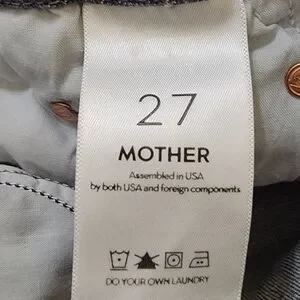 27
MOTHER
Assembled in USA
by both USA and foreign components
DO YOUR OWN LAUNDRY